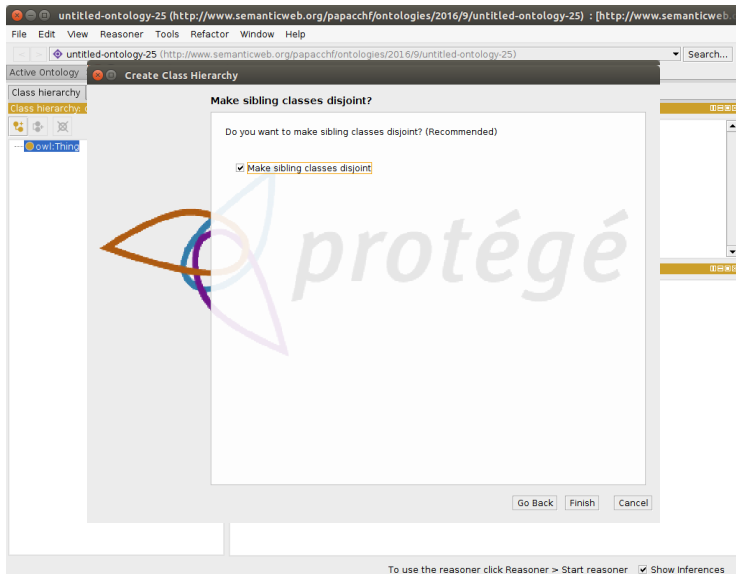 untitled-ontology-25 (http://www.semanticweb.org/papacchf/ontologies/2016/9/untitled-ontology-25) : [http://www.semanticweb.
File Edit View Reasoner Tools Refactor Window Help
untitled-ontology-25 (http://www.semanticweb.org/papacchf/ontologies/2016/9/untitled-ontology-25)
Search...
Active Ontology
Create Class Hierarchy
Class hierarchy
Class hierarchy:
owl:Thing
Make sibling classes disjoint?
Do you want to make sibling classes disjoint? (Recommended)
Make sibling classes disjoint
protégé
Go Back Finish Cancel
To use the reasoner click Reasoner > Start reasoner Show Inferences